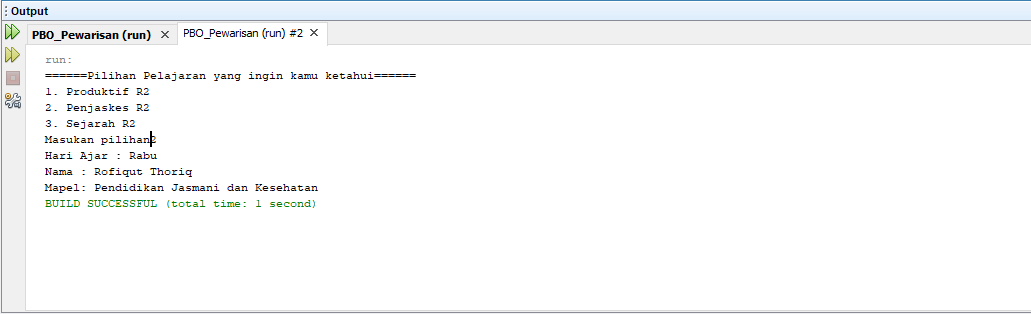 Output
PBO_Pewarisan (run) × PBO_Pewarisan (run) #2 ×
run:
======Pilihan Pelajaran yang ingin kamu ketahui======
1. Produktif R2
2. Penjaskes R2
3. Sejarah R2
Masukan pilihan2
Hari Ajar : Rabu
Nama : Rofiqut Thoriq
Mapel: Pendidikan Jasmani dan Kesehatan
BUILD SUCCESSFUL (total time: 1 second)